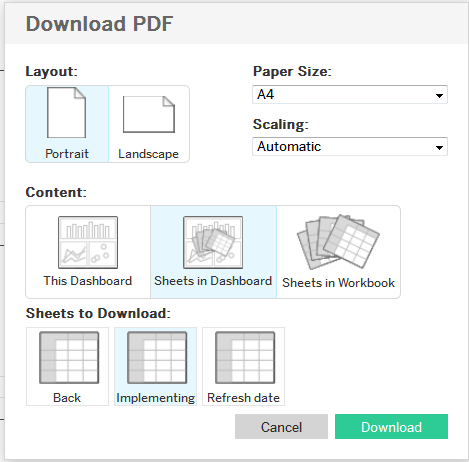 Download PDF
Layout:
Paper Size:
A4
Scaling:
Automatic
Portrait
Landscape
Content:
This Dashboard
Sheets in Dashboard
Sheets in Workbook
Sheets to Download:
Back
Implementing
Refresh date
Cancel
Download